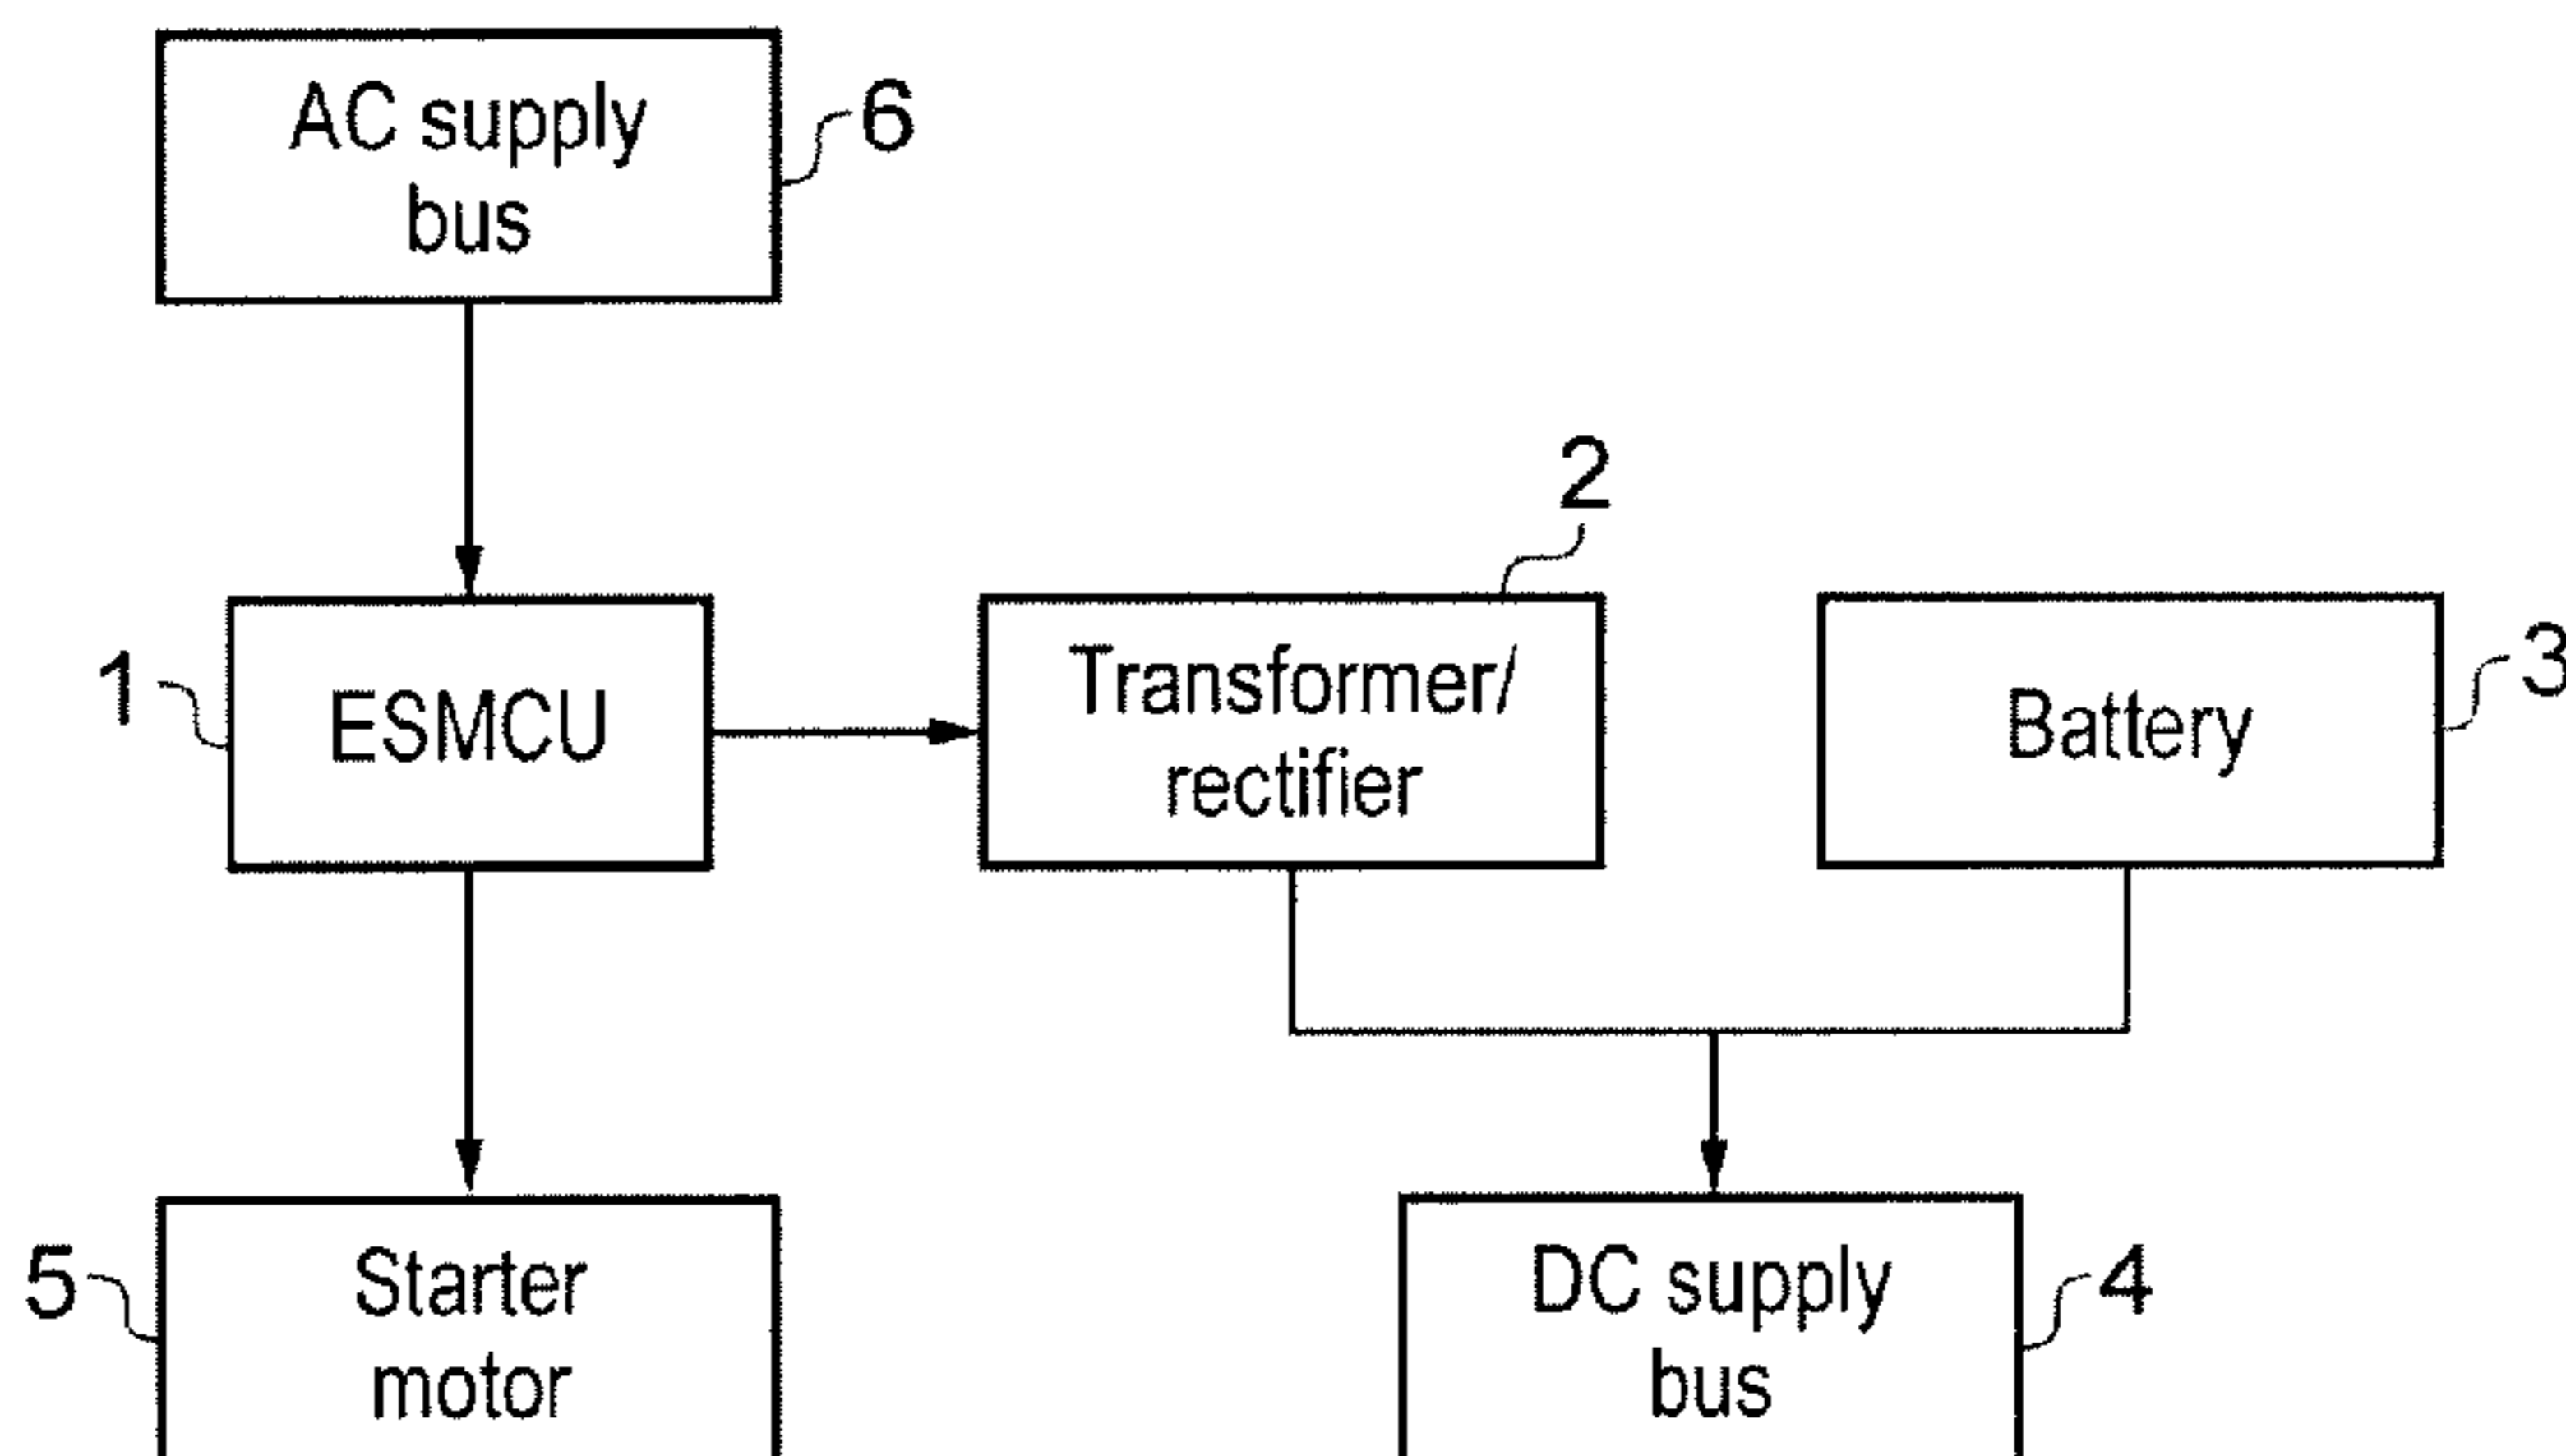 AC supply
bus
6
2
1
ESMCU
Transformer/
rectifier
Battery
3
5
Starter
motor
DC supply
bus
4